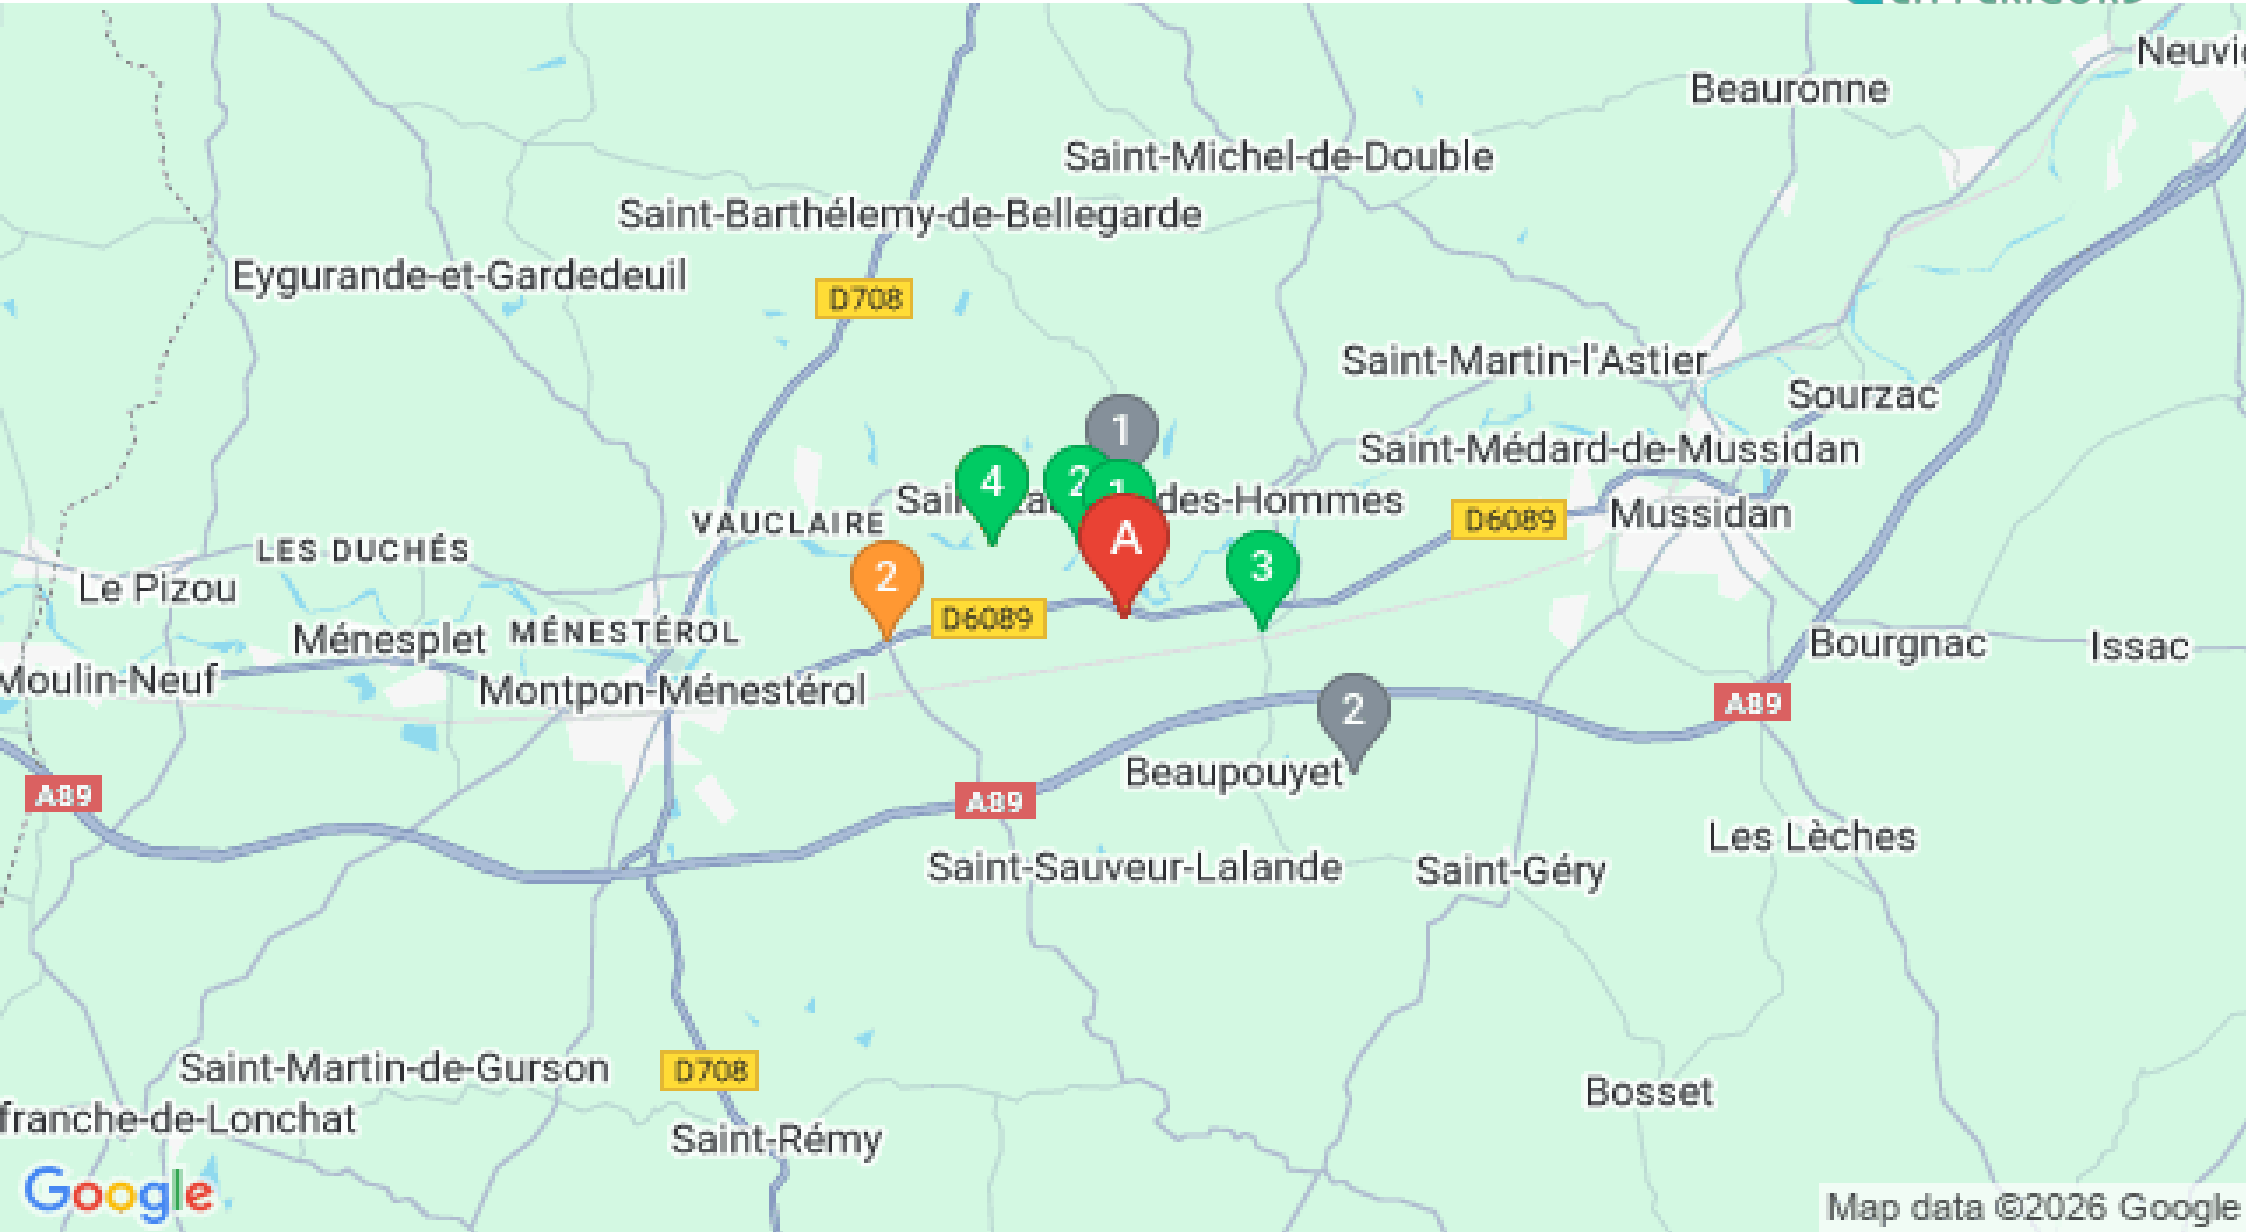 Neuvic
Beauronne
Saint-Michel-de-Double
Saint-Barthélemy-de-Bellegarde
Eygurande-et-Gardedeuil
D708
Saint-Martin-l'Astier
Sourzac
1
Saint-Médard-de-Mussidan
4
2
1
des-Hommes
VAUCLAIRE
D6089
Mussidan
LES DUCHÉS
A
3
2
Le Pizou
D6089
MÉNESTÉROL
Ménesplet
Bourgnac
Issac
Moulin-Neuf
Montpon-Ménestérol
A89
2
Beaupouyet
A89
A89
Les Lèches
Saint-Sauveur-Lalande
Saint-Géry
Saint-Martin-de-Gurson
D708
Bosset
franche-de-Lonchat
Saint-Rémy
Google
Map data ©2026 Google